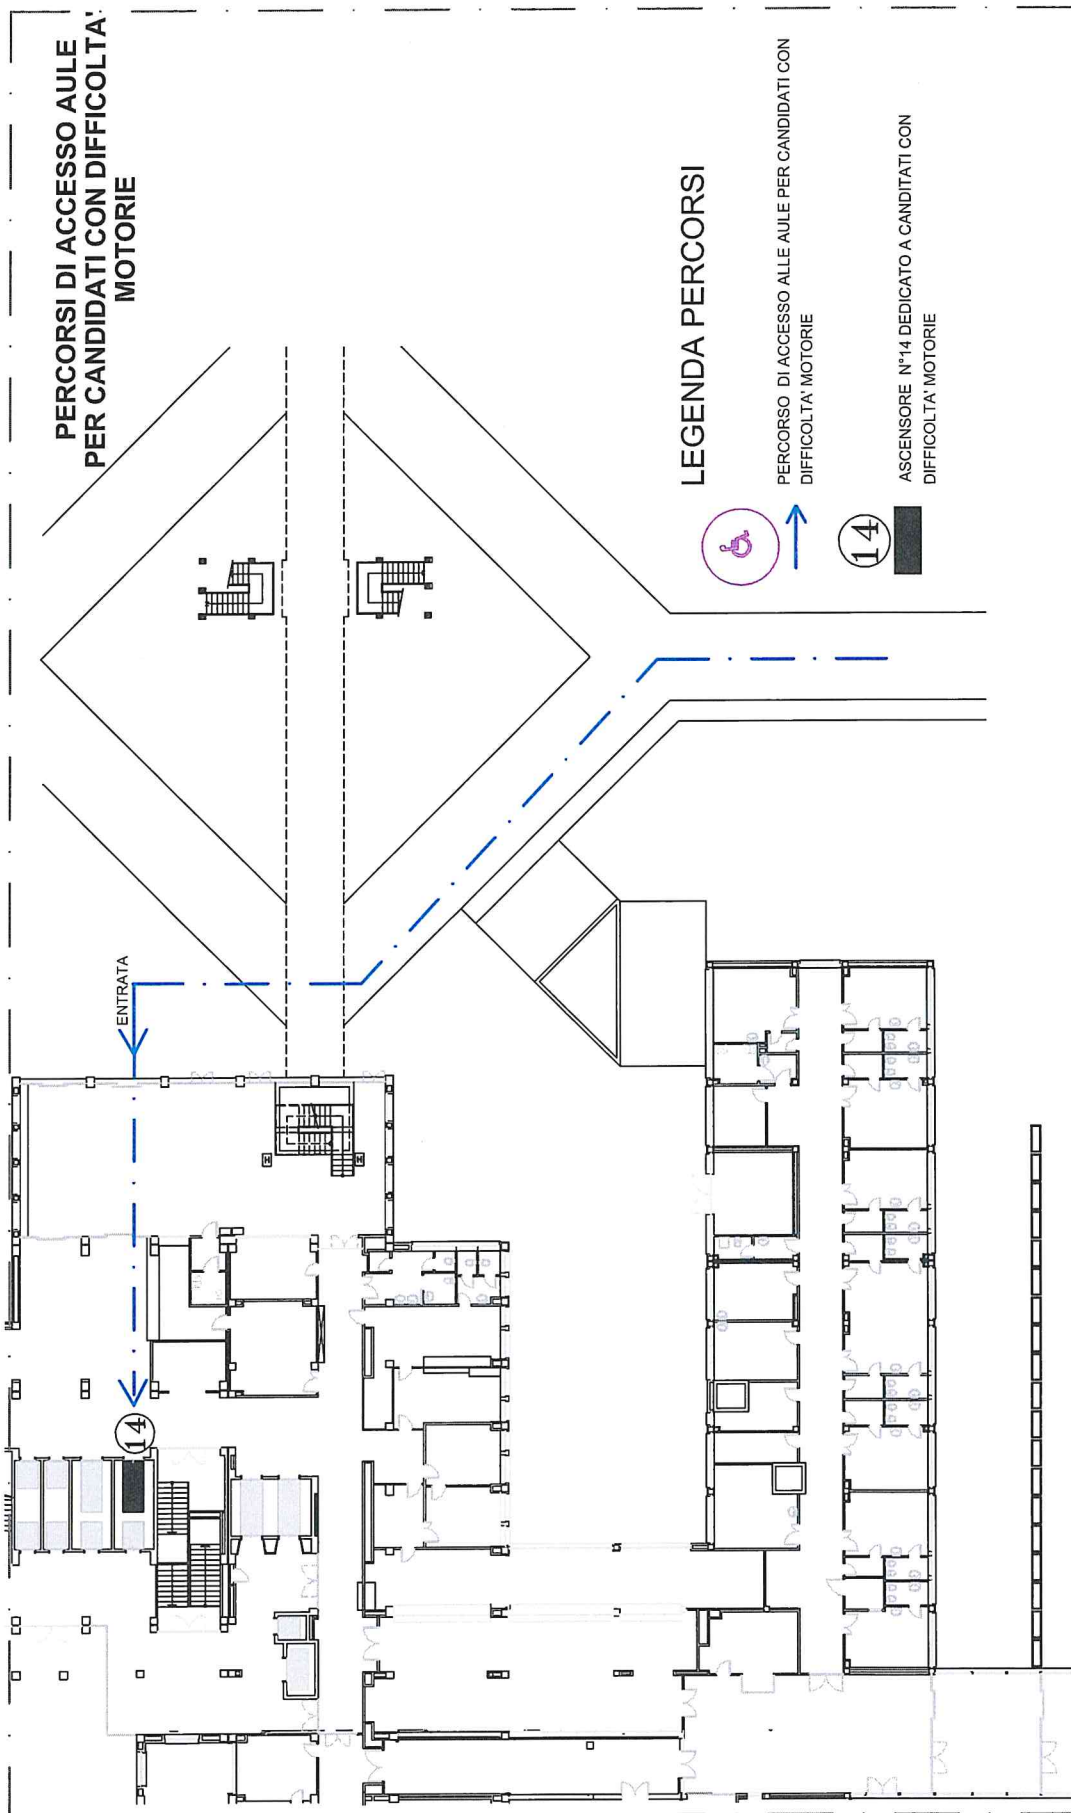 PERCORSI DI ACCESSO AULE
PER CANDIDATI CON DIFFICOLTA'
MOTORIE
ENTRATA
14
LEGENDA PERCORSI
PERCORSO DI ACCESSO ALLE AULE PER CANDIDATI CON
DIFFICOLTA' MOTORIE
14
ASCENSORE N°14 DEDICATO A CANDITATI CON
DIFFICOLTA' MOTORIE